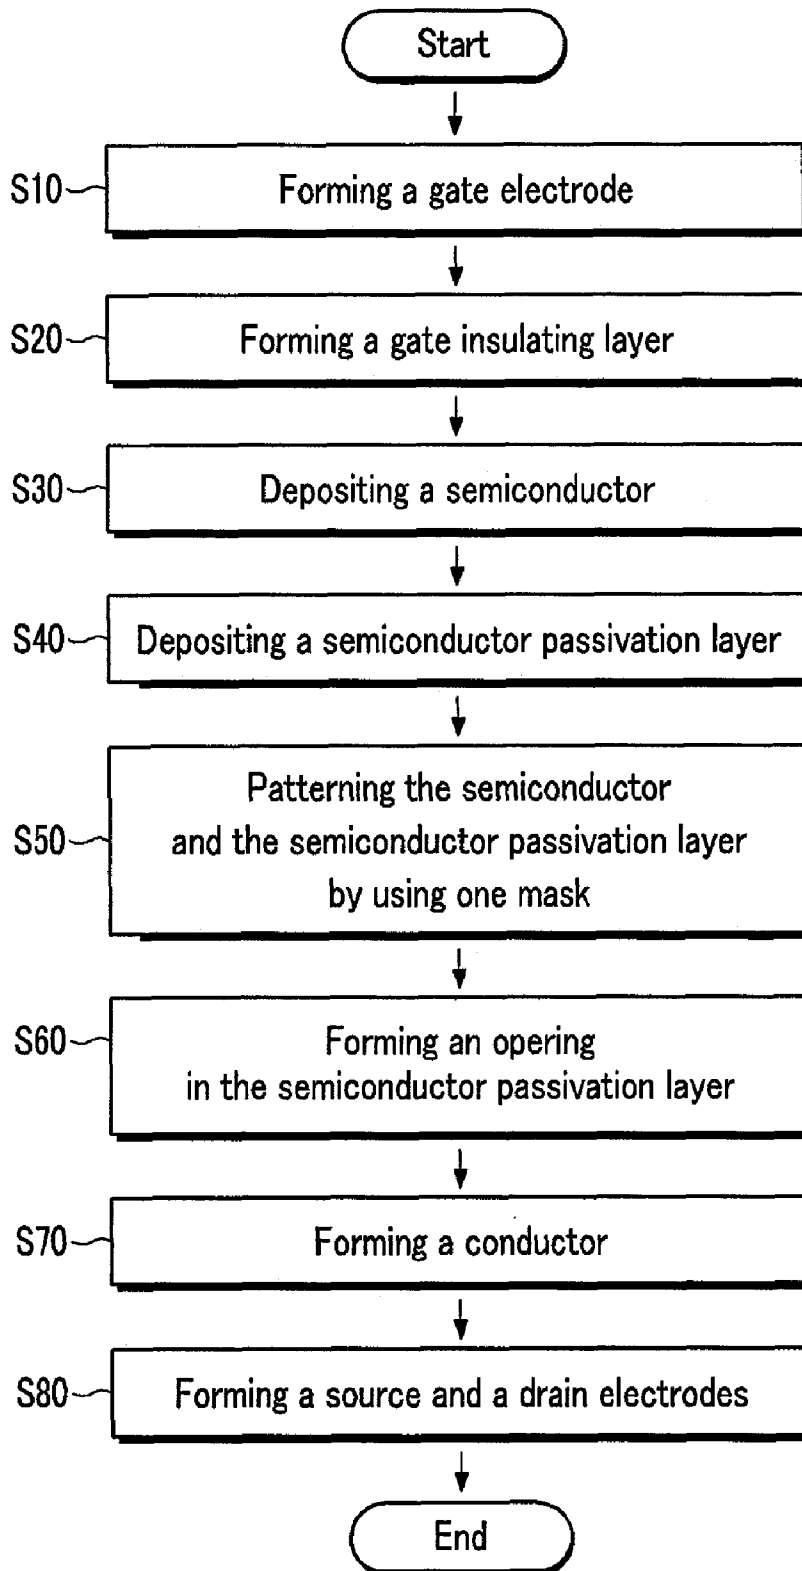 Start
S10
Forming a gate electrode
S20
Forming a gate insulating layer
S30
Depositing a semiconductor
S40
Depositing a semiconductor passivation layer
S50
Patterning the semiconductor
and the semiconductor passivation layer
by using one mask
S60
Forming an opering
in the semiconductor passivation layer
S70
Forming a conductor
S80
Forming a source and a drain electrodes
End